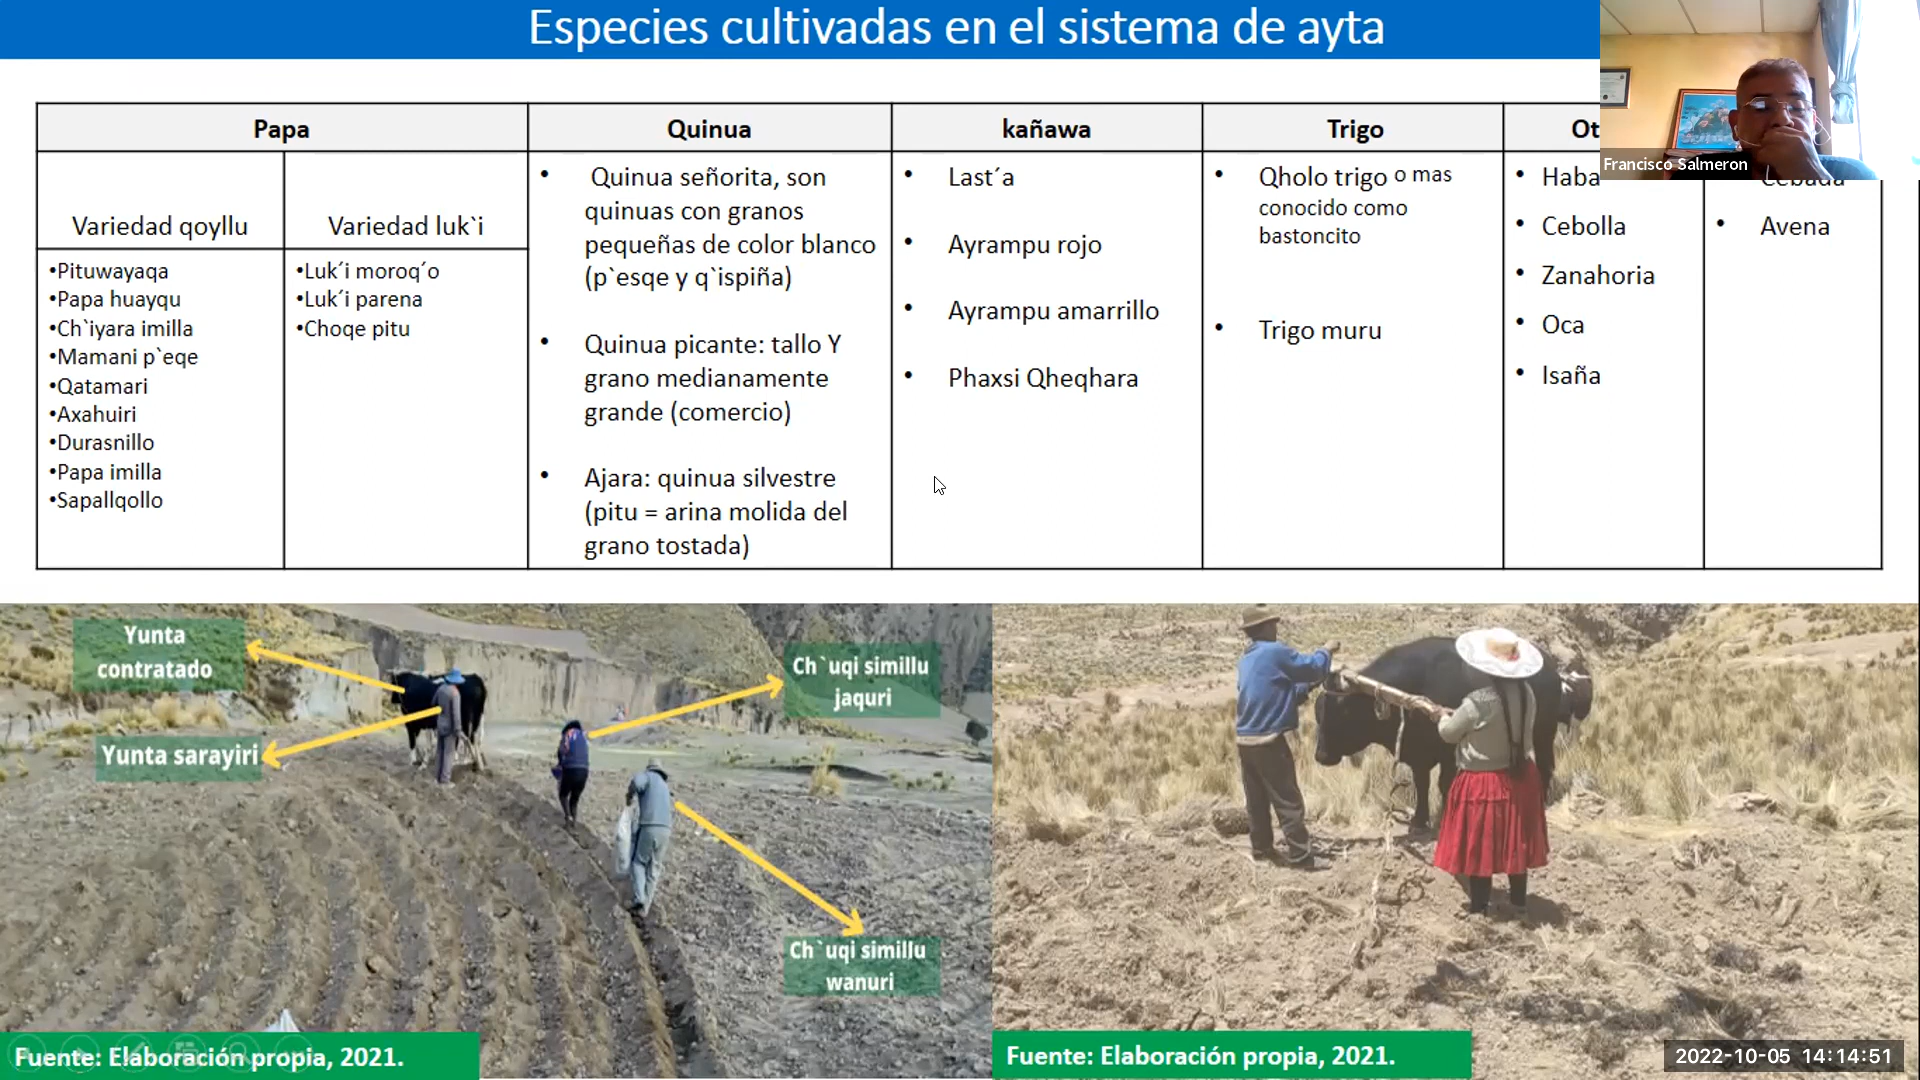 Especies cultivadas en el sistema de ayta
Francisco Salmeron
Papa
Quinua
kañawa
Trigo
Variedad qoyllu
Variedad luk`i
•Pituwayaqa
•Papa huayqu
•Ch`iyara imilla
•Mamani p`eqe
•Qatamari
•Axahuiri
•Durasnillo
•Papa imilla
•Sapallqollo
•Luk´i moroq´o
•Luk´i parena
•Choqe pitu
• Quinua señorita, son
quinuas con granos
pequeñas de color blanco
(p`esqe y q`ispiña)
• Quinua picante: tallo Y
grano medianamente
grande (comercio)
• Ajara: quinua silvestre
(pitu = arina molida del
grano tostada)
• Last´a
• Ayrampu rojo
• Ayrampu amarrillo
• Phaxsi Qheqhara
• Qholo trigo o mas
conocido como
bastoncito
• Trigo muru
• Haba
• Cebolla
• Zanahoria
• Oca
• Isaña
Cebada
• Avena
Yunta
contratado
Yunta sarayiri
Ch`uqi simillu
jaquri
Ch`uqi simillu
wanuri
Fuente: Elaboración propia, 2021.
Fuente: Elaboración propia, 2021.
2022-10-05 14:14:51